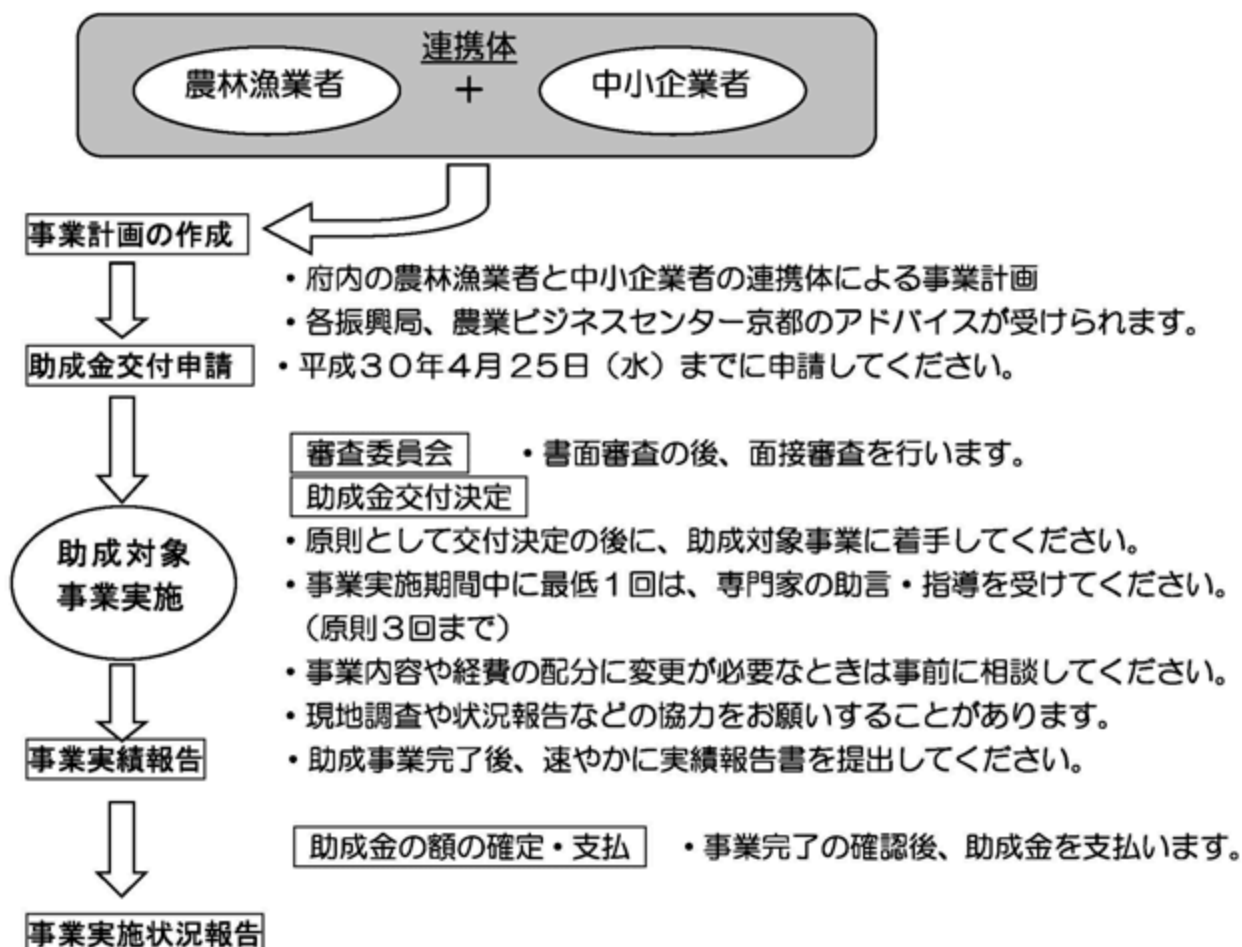 連携体
農林漁業者 + 中小企業者
事業計画の作成
・府内の農林漁業者と中小企業者の連携体による事業計画
・各振興局、農業ビジネスセンター京都のアドバイスが受けられます。
助成金交付申請
・平成30年4月25日（水）までに申請してください。
審査委員会 ・書面審査の後、面接審査を行います。
助成金交付決定
助成対象
事業実施
・原則として交付決定の後に、助成対象事業に着手してください。
・事業実施期間中に最低1回は、専門家の助言・指導を受けてください。
（原則3回まで）
・事業内容や経費の配分に変更が必要なときは事前に相談してください。
・現地調査や状況報告などの協力をお願いすることがあります。
事業実績報告
・助成事業完了後、速やかに実績報告書を提出してください。
助成金の額の確定・支払 ・事業完了の確認後、助成金を支払います。
事業実施状況報告